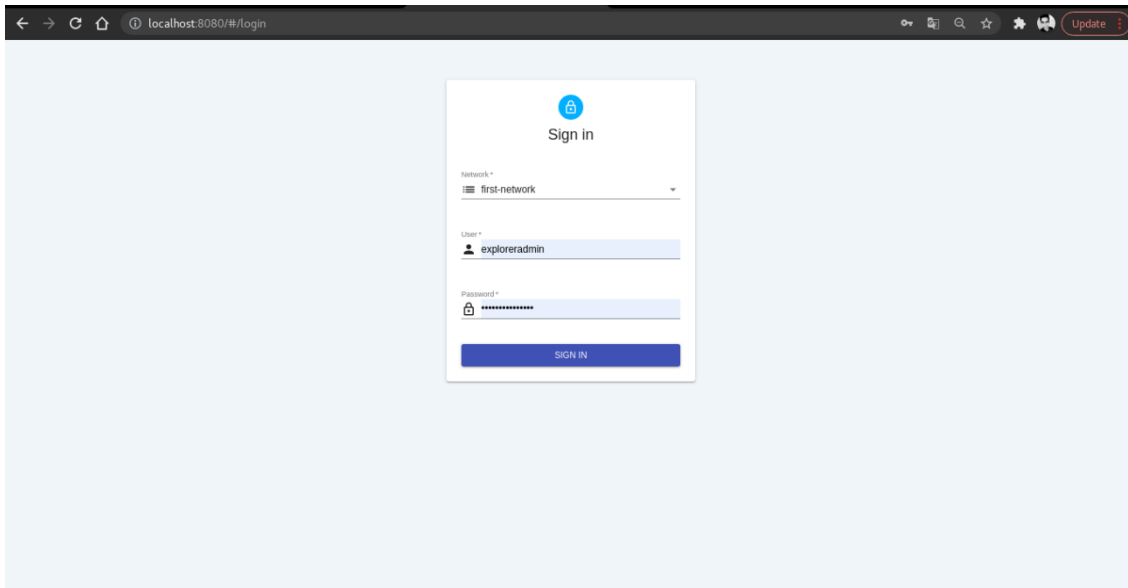 localhost:8080/#/login
Update
Sign in
Network *
first-network
User *
exploreradmin
Password *
•••••••••••••••
SIGN IN